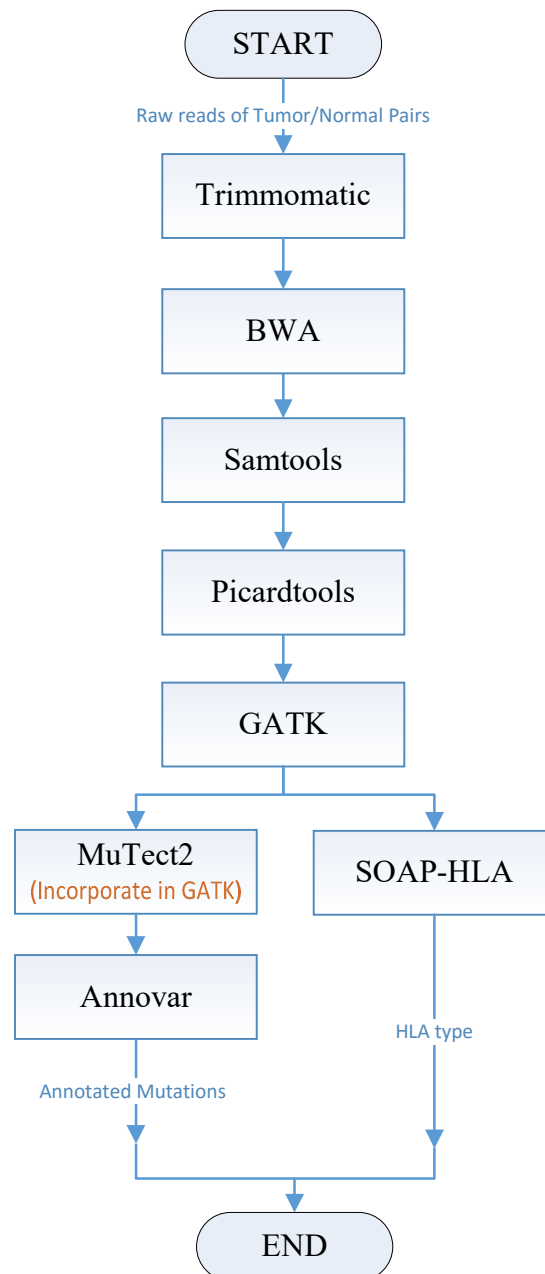 START
Raw reads of Tumor/Normal Pairs
Trimmomatic
BWA
Samtools
Picardtools
GATK
MuTect2
(Incorporate in GATK)
SOAP-HLA
Annovar
HLA type
Annotated Mutations
END